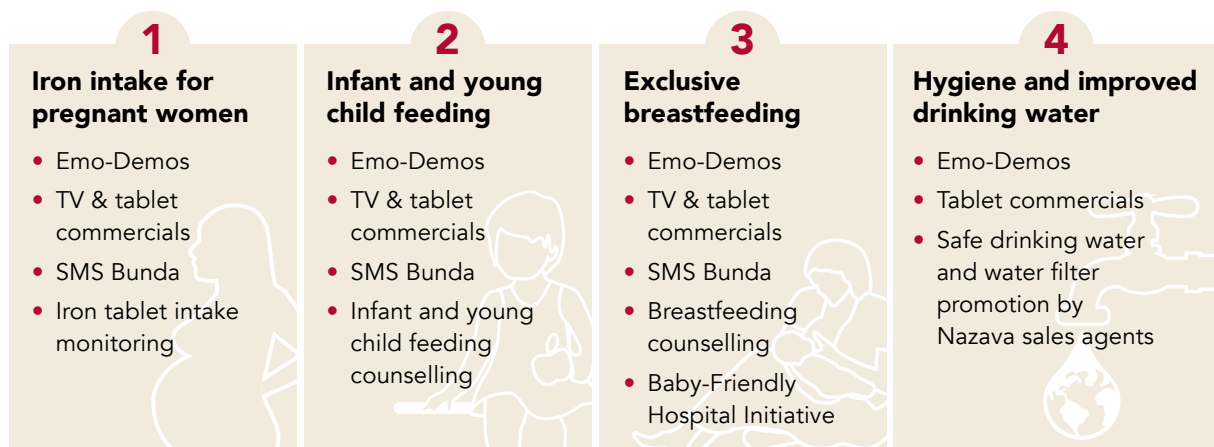 1
Iron intake for
pregnant women
• Emo-Demos
• TV & tablet
commercials
• SMS Bunda
• Iron tablet intake
monitoring
2
Infant and young
child feeding
• Emo-Demos
• TV & tablet
commercials
• SMS Bunda
• Infant and young
child feeding
counselling
3
Exclusive
breastfeeding
• Emo-Demos
• TV & tablet
commercials
• SMS Bunda
• Breastfeeding
counselling
• Baby-Friendly
Hospital Initiative
4
Hygiene and improved
drinking water
• Emo-Demos
• Tablet commercials
• Safe drinking water
and water filter
promotion by
Nazava sales agents